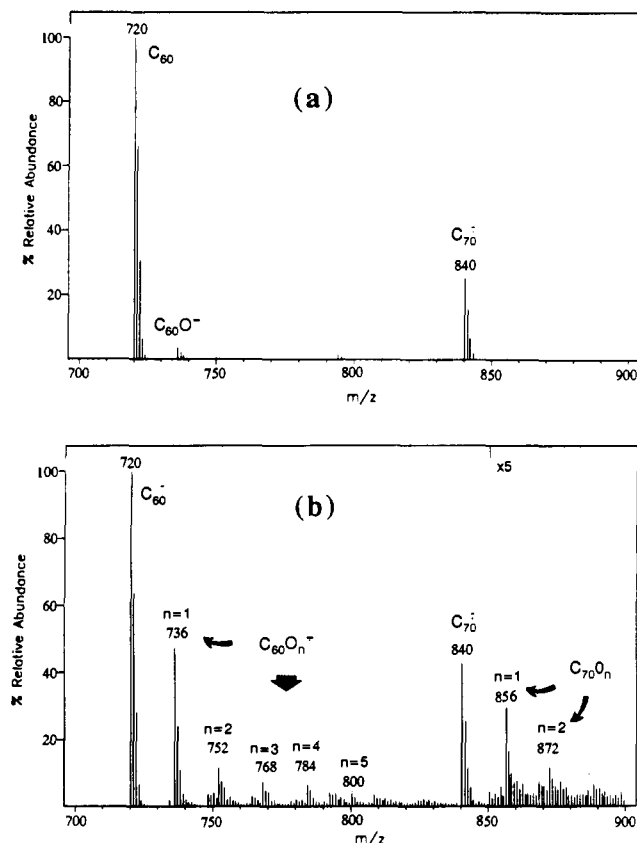 720
C60
(a)
100
80
60
40
20
% Relative Abundance
C60O−
C70−
840
700 750 800 850 900
m/z
720
x5
100
80
60
40
20
% Relative Abundance
C60−
(b)
n=1
736
C60On−
C70−
840
n=1
856
C70On
n=2
752
n=3
768
n=4
784
n=5
800
n=2
872
700 750 800 850 900
m/z